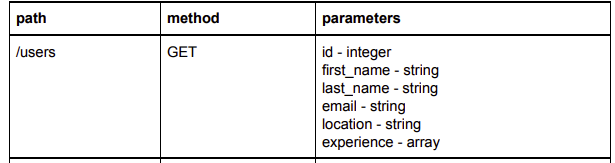 path method parameters
/users GET id - integer
first_name - string
last_name - string
email - string
location - string
experience - array